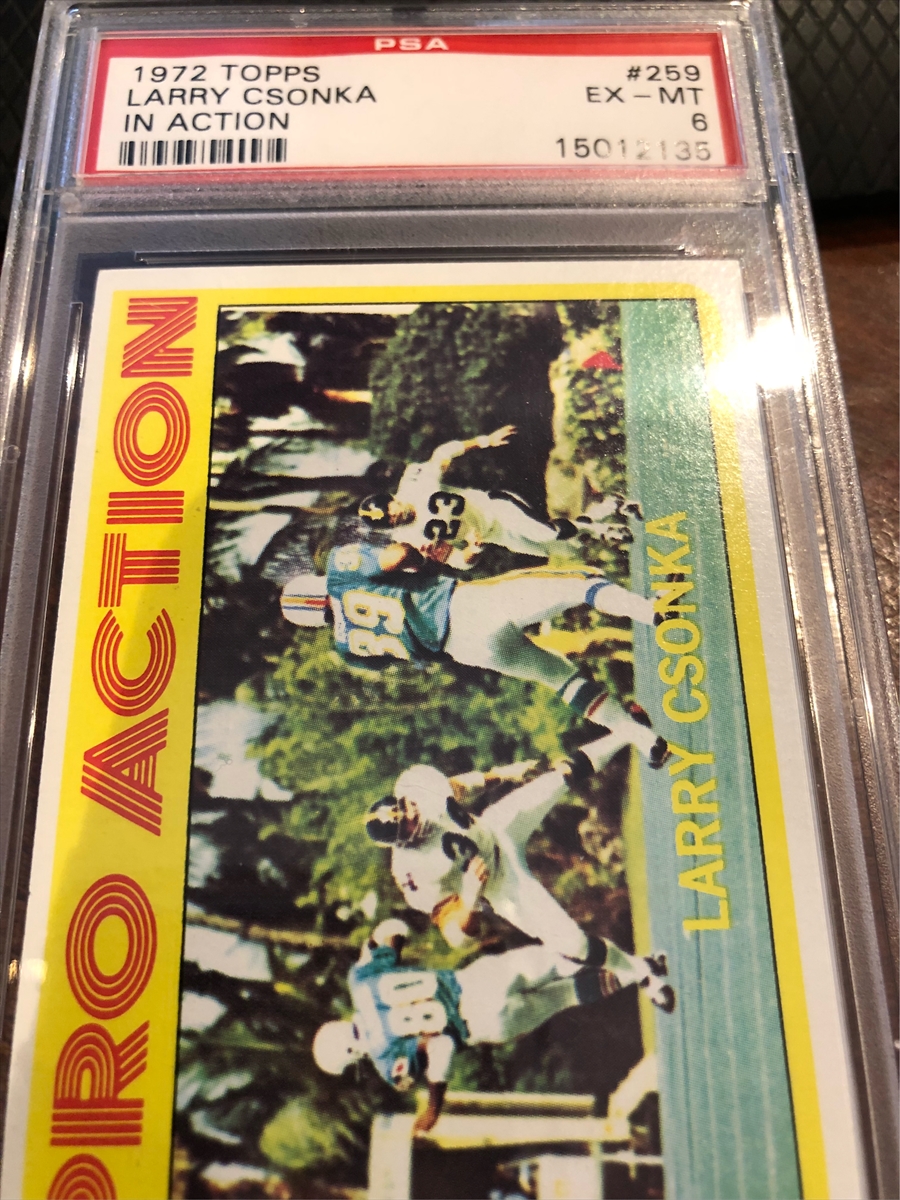 PSA
1972 TOPPS #259
LARRY CSONKA EX - MT
IN ACTION 6
15012135
PRO ACTION
23
39
3
80
LARRY CSONKA